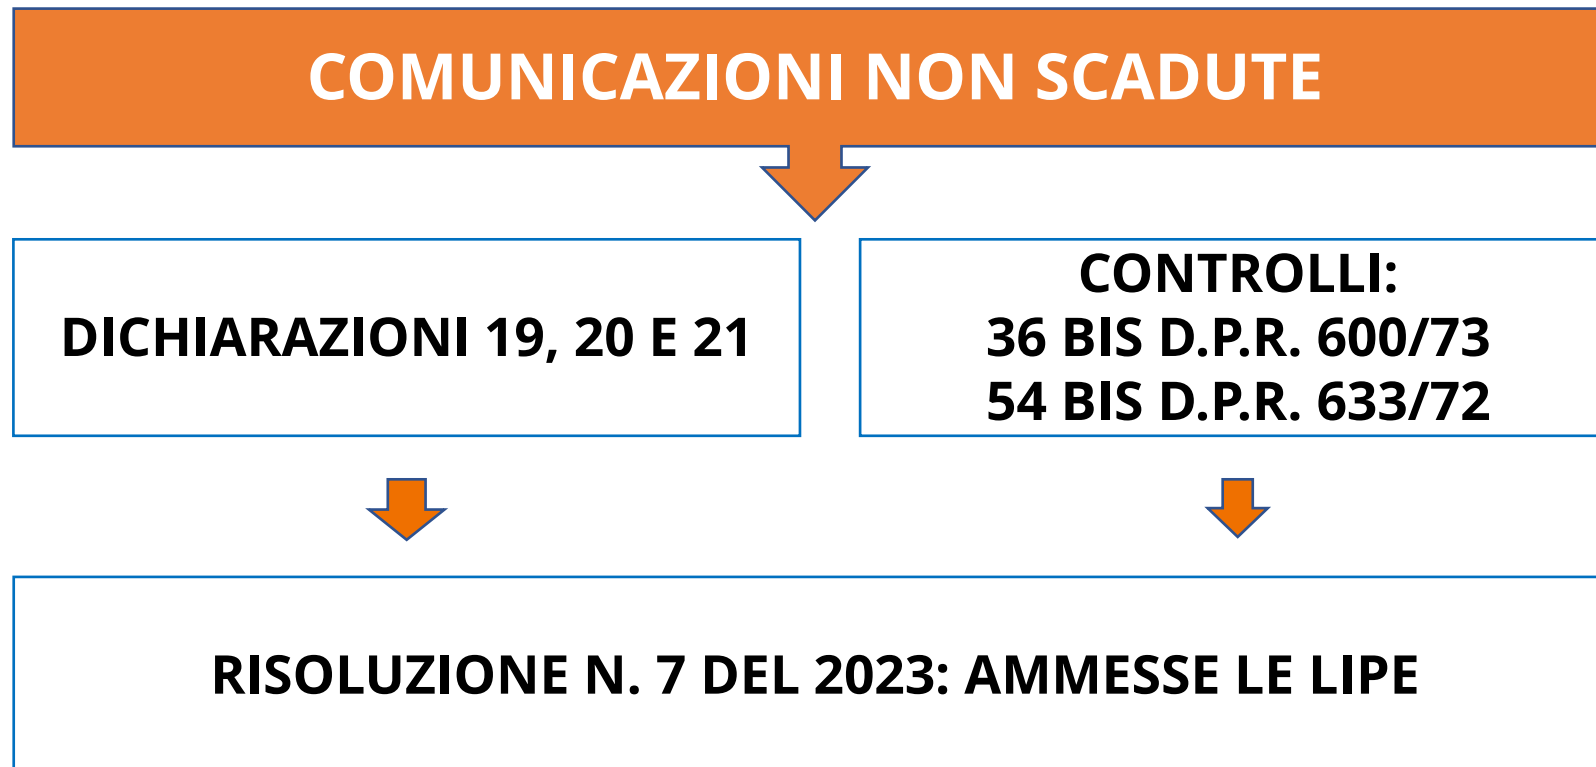 COMUNICAZIONI NON SCADUTE
DICHIARAZIONI 19, 20 E 21
CONTROLLI:
36 BIS D.P.R. 600/73
54 BIS D.P.R. 633/72
RISOLUZIONE N. 7 DEL 2023: AMMESSE LE LIPE